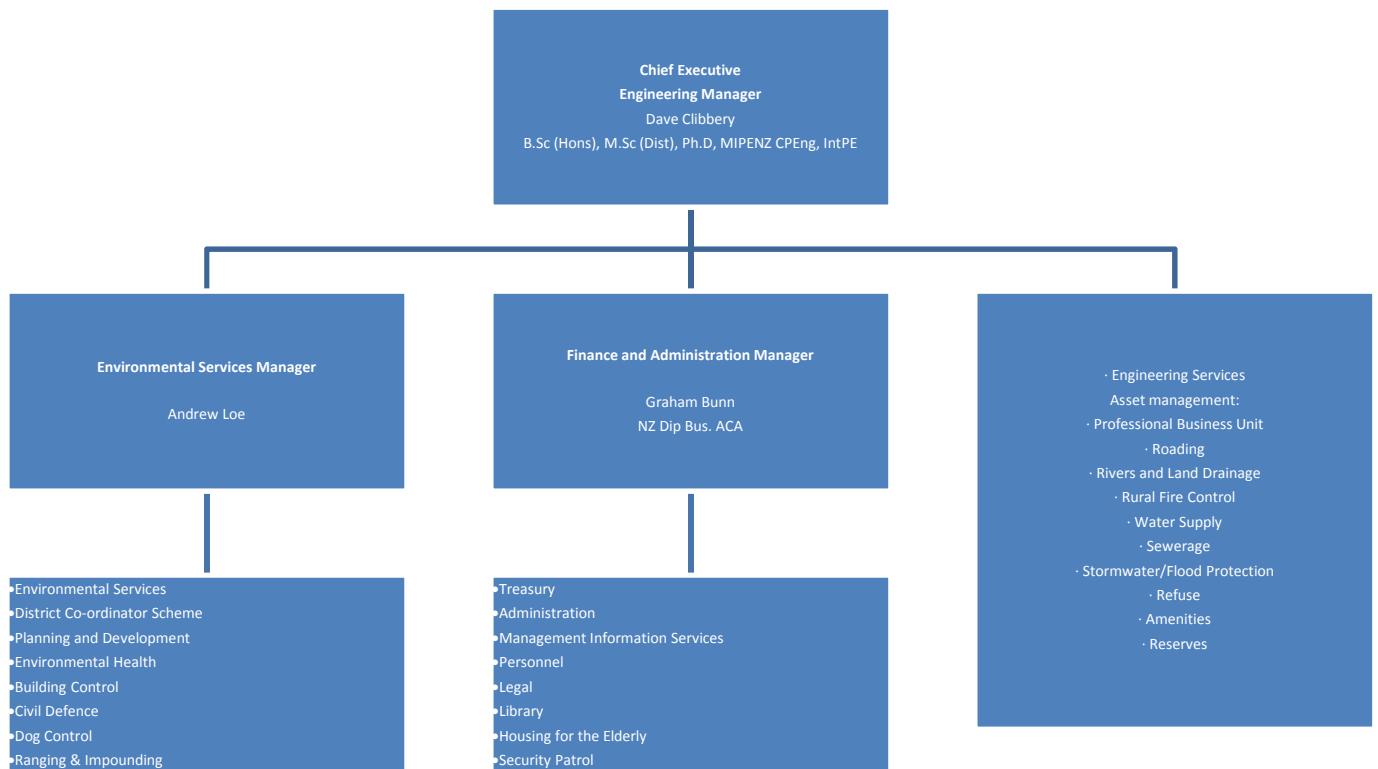 Chief Executive
Engineering Manager
Dave Clibbery
B.Sc (Hons), M.Sc (Dist), Ph.D, MIPENZ CPEng, IntPE
Environmental Services Manager
Andrew Loe
Finance and Administration Manager
Graham Bunn
NZ Dip Bus. ACA
· Engineering Services
Asset management:
· Professional Business Unit
· Roading
· Rivers and Land Drainage
· Rural Fire Control
· Water Supply
· Sewerage
· Stormwater/Flood Protection
· Refuse
· Amenities
· Reserves
•Environmental Services
•District Co-ordinator Scheme
•Planning and Development
•Environmental Health
•Building Control
•Civil Defence
•Dog Control
•Ranging & Impounding
•Treasury
•Administration
•Management Information Services
•Personnel
•Legal
•Library
•Housing for the Elderly
•Security Patrol